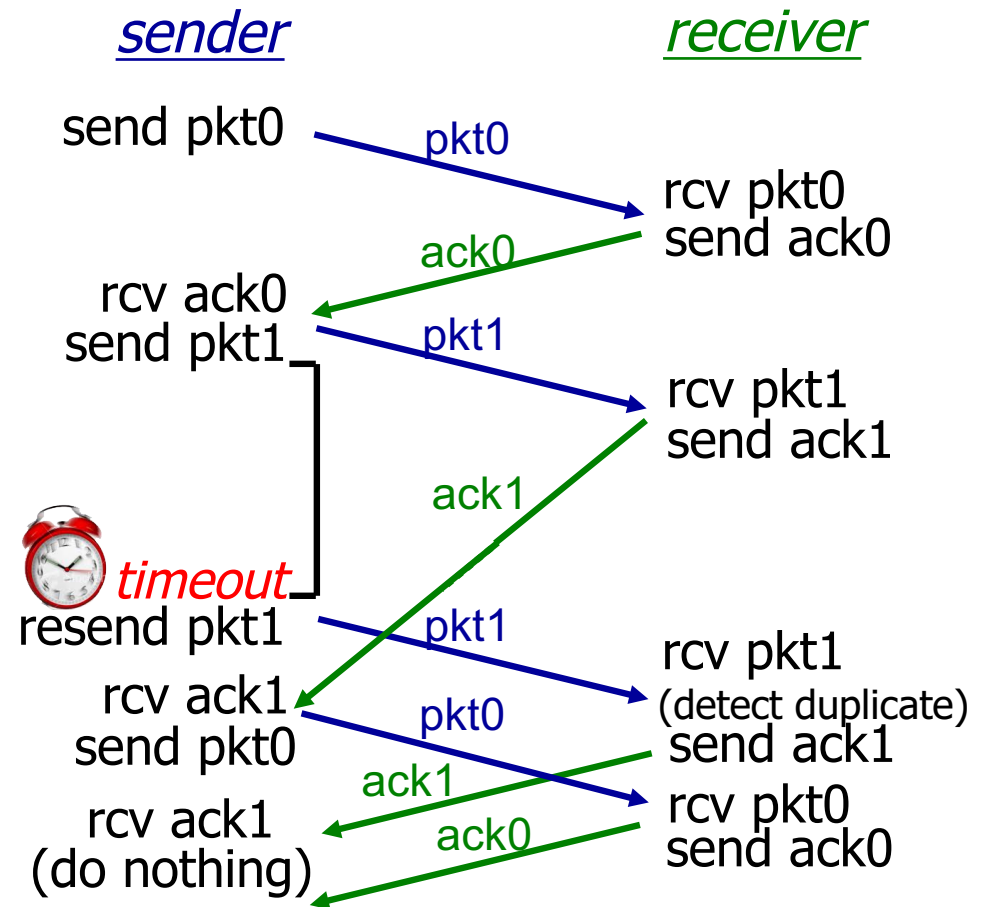 sender
receiver
send pkt0
pkt0
rcv pkt0
send ack0
ack0
rcv ack0
send pkt1
pkt1
rcv pkt1
send ack1
ack1
timeout
resend pkt1
pkt1
rcv pkt1
(detect duplicate)
send ack1
rcv ack1
send pkt0
pkt0
ack1
rcv pkt0
send ack0
rcv ack1
(do nothing)
ack0